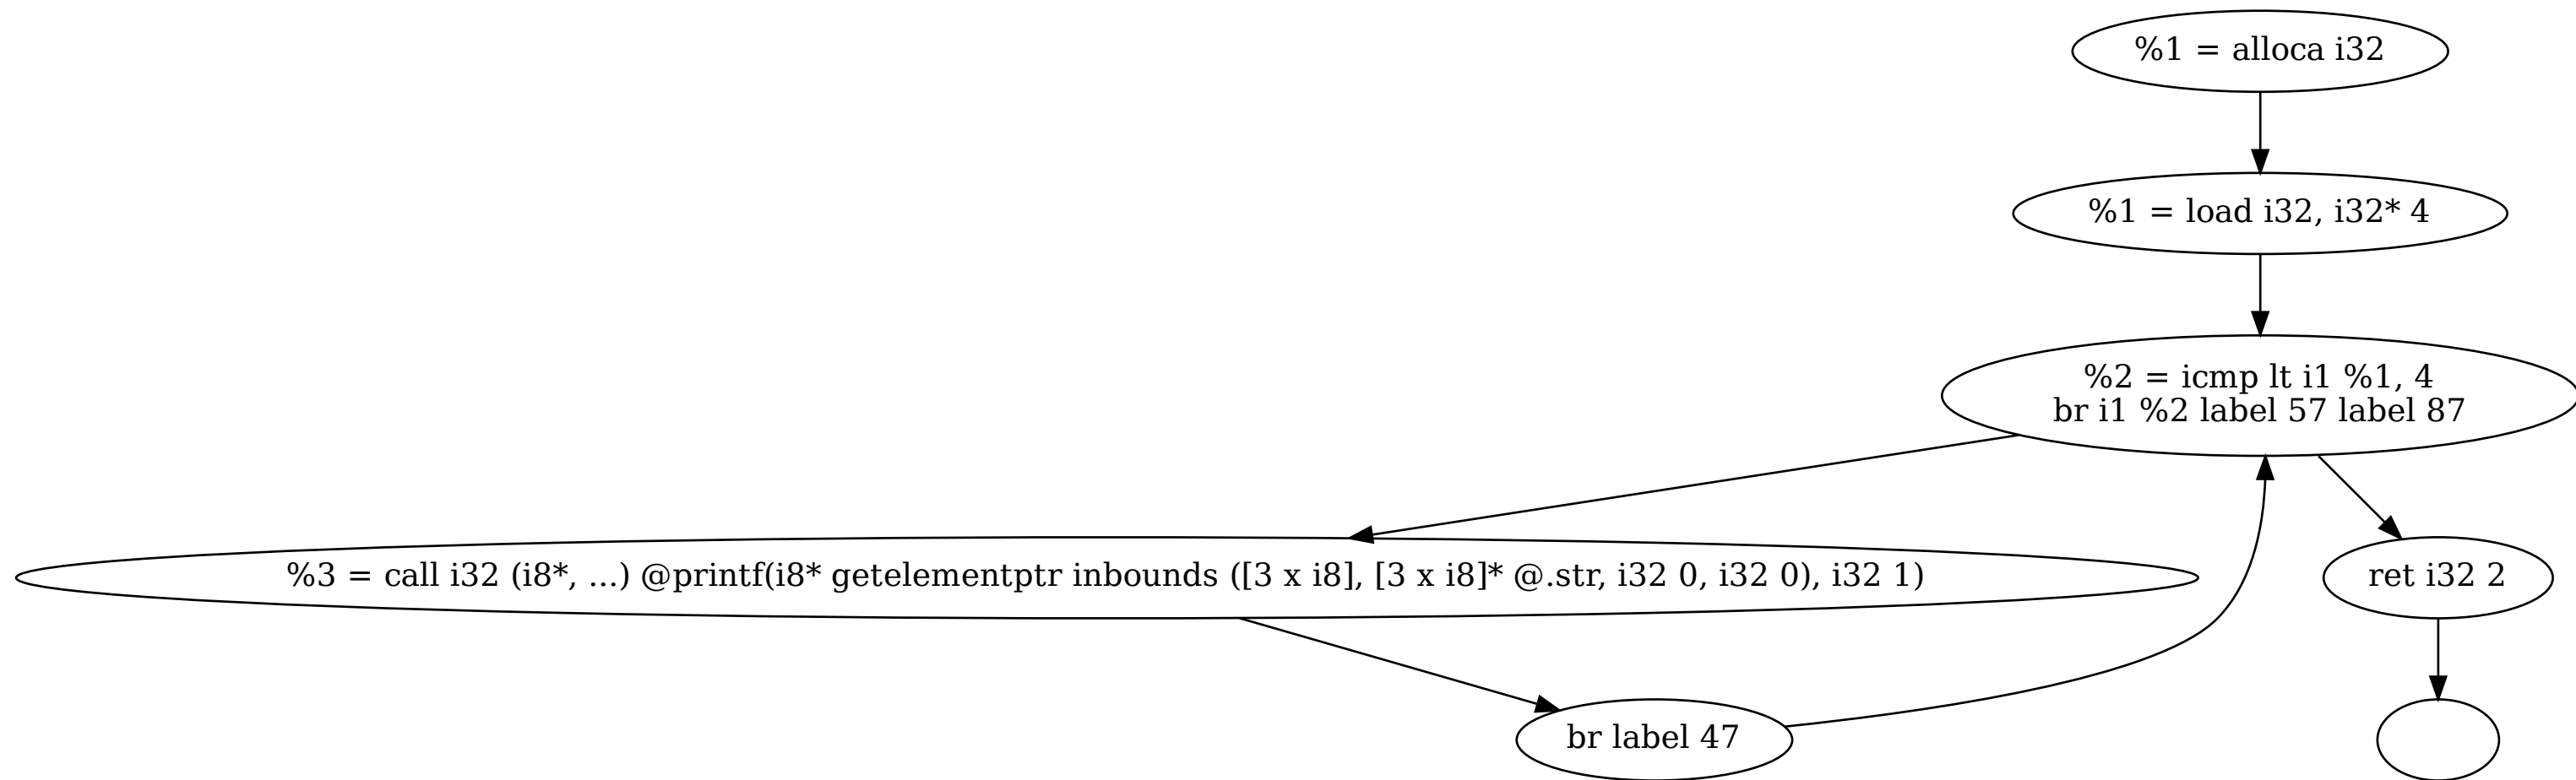 %1 = alloca i32
%1 = load i32, i32* 4
%2 = icmp lt i1 %1, 4
br i1 %2 label 57 label 87
%3 = call i32 (i8*, ...) @printf(i8* getelementptr inbounds ([3 x i8], [3 x i8]* @.str, i32 0, i32 0), i32 1)
ret i32 2
br label 47